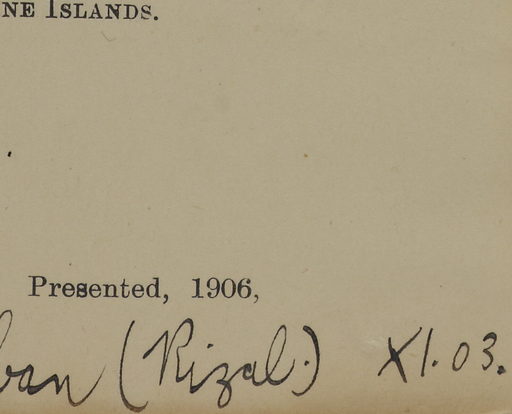 NE ISLANDS.
Presented, 1906,
ban (Rizal.) XI.03.